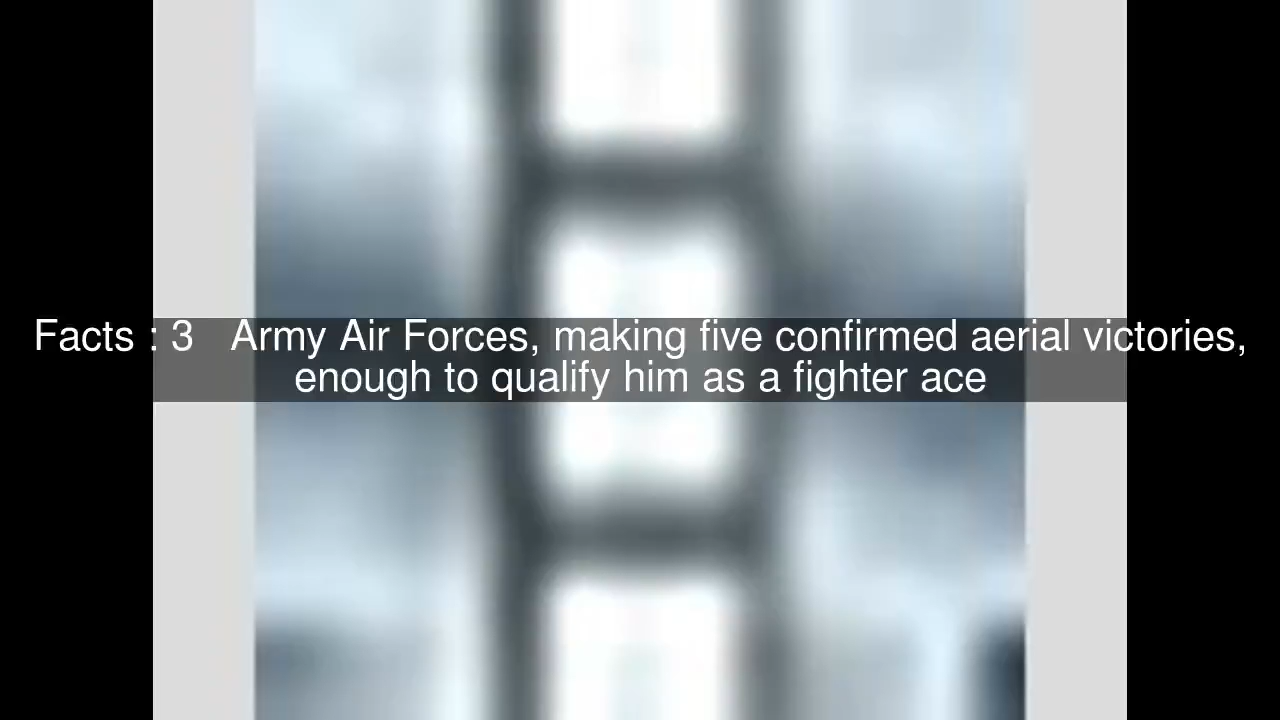 Facts : 3   Army Air Forces, making five confirmed aerial victories,
enough to qualify him as a fighter ace